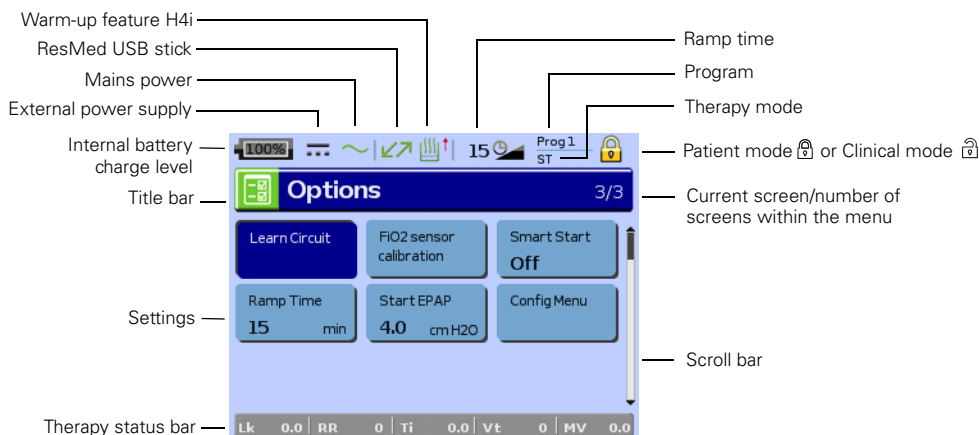 Warm-up feature H4i
ResMed USB stick
Mains power
External power supply
Internal battery
charge level
Title bar
Settings
Therapy status bar
Ramp time
Program
Therapy mode
Patient mode or Clinical mode
Current screen/number of
screens within the menu
Scroll bar
100% 15 Prog 1
ST
Options 3/3
Learn Circuit
FiO2 sensor
calibration
Smart Start
Off
Ramp Time
15 min
Start EPAP
4.0 cm H2O
Config Menu
Lk 0.0 RR 0 Ti 0.0 Vt 0 MV 0.0